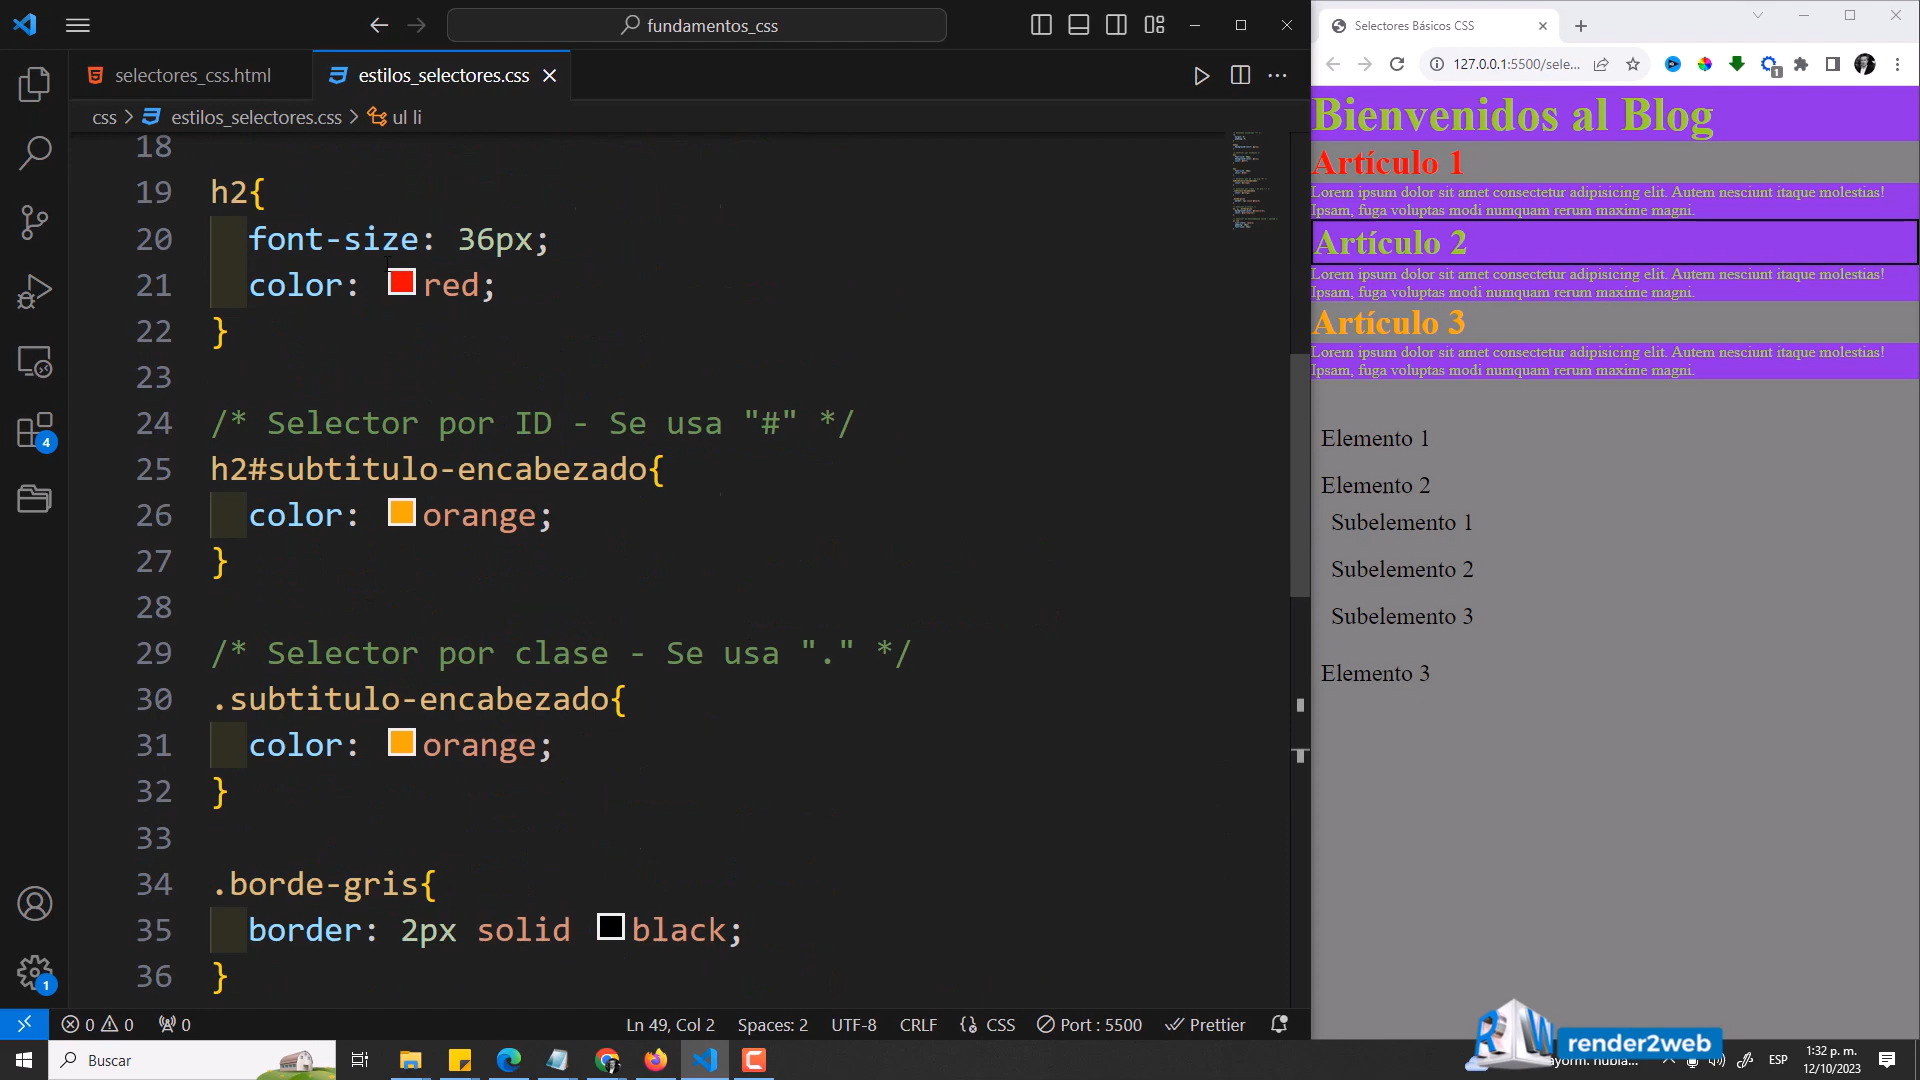 fundamentos_css
selectores_css.html
estilos_selectores.css
css > estilos_selectores.css > ul li
18
19 h2{
20 font-size: 36px;
21 color: red;
22 }
23
24 /* Selector por ID - Se usa "#" */
25 h2#subtitulo-encabezado{
26 color: orange;
27 }
28
29 /* Selector por clase - Se usa "." */
30 .subtitulo-encabezado{
31 color: orange;
32 }
33
34 .borde-gris{
35 border: 2px solid black;
36 }
4
1
0 0 0
Ln 49, Col 2
Spaces: 2
UTF-8
CRLF
{} CSS
Port : 5500
Prettier
Selectores Básicos CSS
127.0.0.1:5500/sele...
1
Bienvenidos al Blog
Artículo 1
Lorem ipsum dolor sit amet consectetur adipisicing elit. Autem nesciunt itaque molestias!
Ipsam, fuga voluptas modi numquam rerum maxime magni.
Artículo 2
Lorem ipsum dolor sit amet consectetur adipisicing elit. Autem nesciunt itaque molestias!
Ipsam, fuga voluptas modi numquam rerum maxime magni.
Artículo 3
Lorem ipsum dolor sit amet consectetur adipisicing elit. Autem nesciunt itaque molestias!
Ipsam, fuga voluptas modi numquam rerum maxime magni.
Elemento 1
Elemento 2
Subelemento 1
Subelemento 2
Subelemento 3
Elemento 3
render2web
Buscar
ESP
1:32 p. m.
12/10/2023